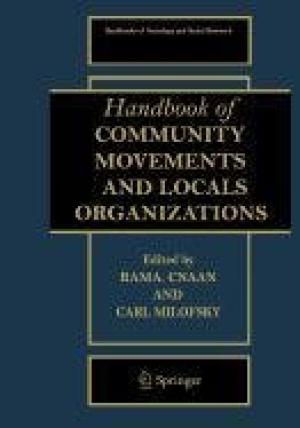 Handbooks of Sociology and Social Research
Handbook of
COMMUNITY
MOVEMENTS
AND LOCALS
ORGANIZATIONS
Edited by
RAMA. CNAAN
AND
CARL MILOFSKY
Springer